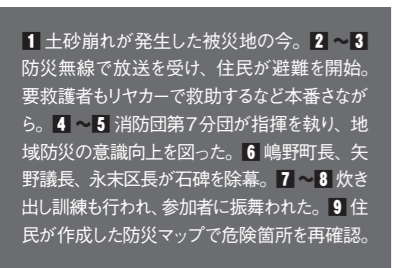 1 土砂崩れが発生した被災地の今。2～3
防災無線で放送を受け、住民が避難を開始。
要救護者もリヤカーで救助するなど本番さなが
ら。4～5 消防団第7分団が指揮を執り、地
域防災の意識向上を図った。6 嶋野町長、矢
野議長、永末区長が石碑を除幕。7～8 炊き
出し訓練も行われ、参加者に振舞われた。9 住
民が作成した防災マップで危険箇所を再確認。